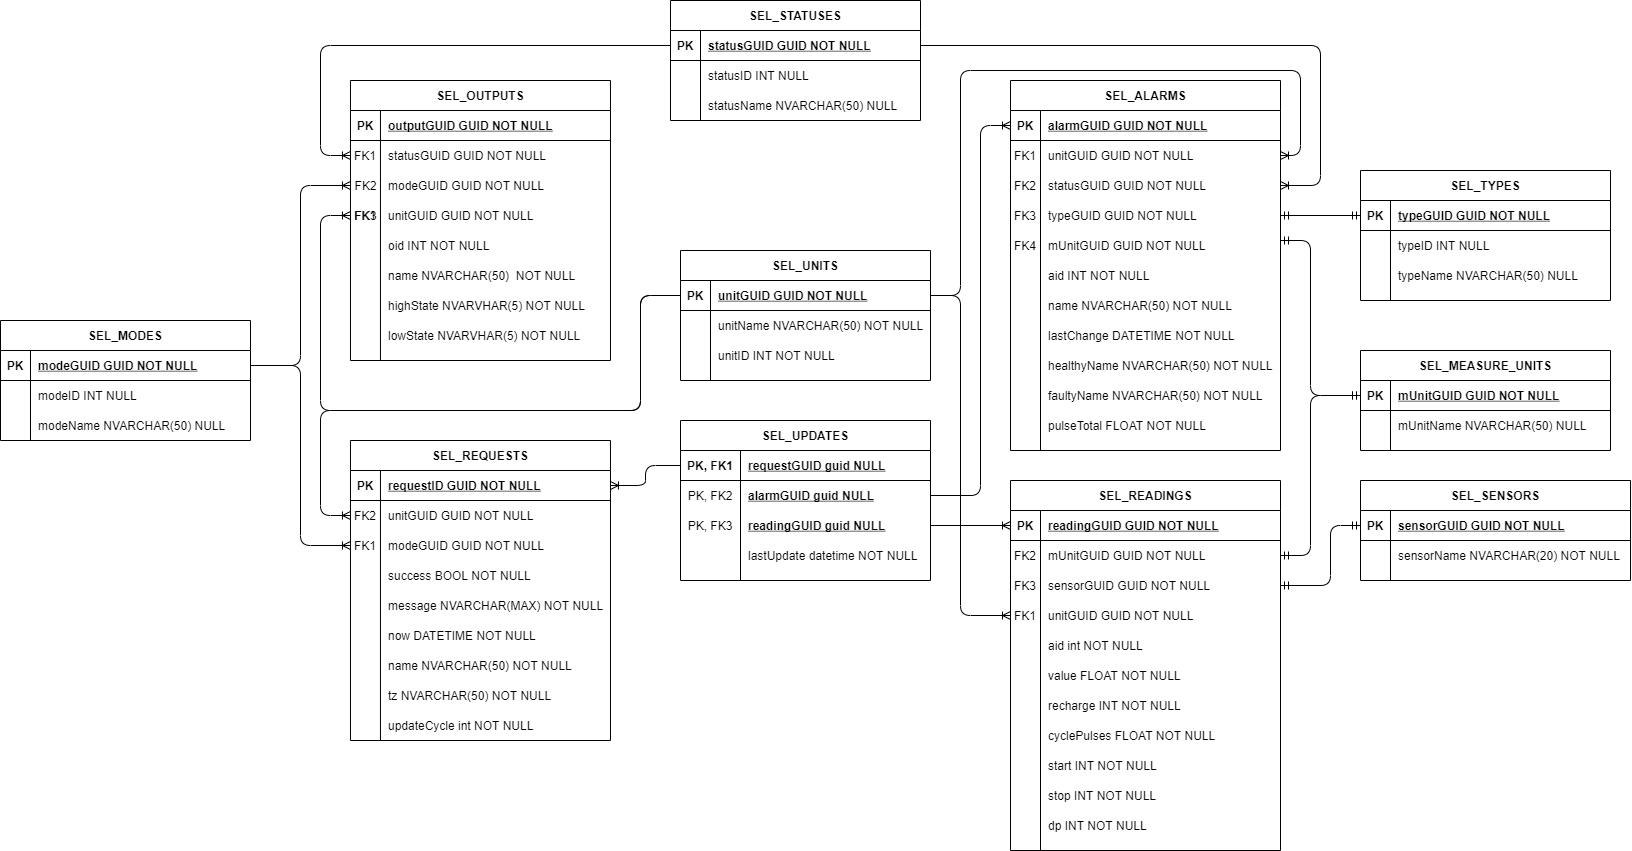 SEL_STATUSES
PK statusGUID GUID NOT NULL
statusID INT NULL
statusName NVARCHAR(50) NULL
SEL_OUTPUTS
PK outputGUID GUID NOT NULL
FK1 statusGUID GUID NOT NULL
FK2 modeGUID GUID NOT NULL
unitGUID GUID NOT NULL
oid INT NOT NULL
name NVARCHAR(50)  NOT NULL
highState NVARVHAR(5) NOT NULL
lowState NVARVHAR(5) NOT NULL
SEL_ALARMS
PK alarmGUID GUID NOT NULL
FK1 unitGUID GUID NOT NULL
FK2 statusGUID GUID NOT NULL
FK3 typeGUID GUID NOT NULL
FK4 mUnitGUID GUID NOT NULL
aid INT NOT NULL
name NVARCHAR(50) NOT NULL
lastChange DATETIME NOT NULL
healthyName NVARCHAR(50) NOT NULL
faultyName NVARCHAR(50) NOT NULL
pulseTotal FLOAT NOT NULL
SEL_TYPES
PK typeGUID GUID NOT NULL
typeID INT NULL
typeName NVARCHAR(50) NULL
SEL_UNITS
PK unitGUID GUID NOT NULL
unitName NVARCHAR(50) NOT NULL
unitID INT NOT NULL
SEL_MODES
PK modeGUID GUID NOT NULL
modeID INT NULL
modeName NVARCHAR(50) NULL
SEL_MEASURE_UNITS
PK mUnitGUID GUID NOT NULL
mUnitName NVARCHAR(50) NULL
SEL_REQUESTS
PK requestID GUID NOT NULL
FK2 unitGUID GUID NOT NULL
FK1 modeGUID GUID NOT NULL
success BOOL NOT NULL
message NVARCHAR(MAX) NOT NULL
now DATETIME NOT NULL
name NVARCHAR(50) NOT NULL
tz NVARCHAR(50) NOT NULL
updateCycle int NOT NULL
SEL_UPDATES
PK, FK1 requestGUID guid NULL
PK, FK2 alarmGUID guid NULL
PK, FK3 readingGUID guid NULL
lastUpdate datetime NOT NULL
SEL_READINGS
PK readingGUID GUID NOT NULL
FK2 mUnitGUID GUID NOT NULL
FK3 sensorGUID GUID NOT NULL
FK1 unitGUID GUID NOT NULL
aid int NOT NULL
value FLOAT NOT NULL
recharge INT NOT NULL
cyclePulses FLOAT NOT NULL
start INT NOT NULL
stop INT NOT NULL
dp INT NOT NULL
SEL_SENSORS
PK sensorGUID GUID NOT NULL
sensorName NVARCHAR(20) NOT NULL